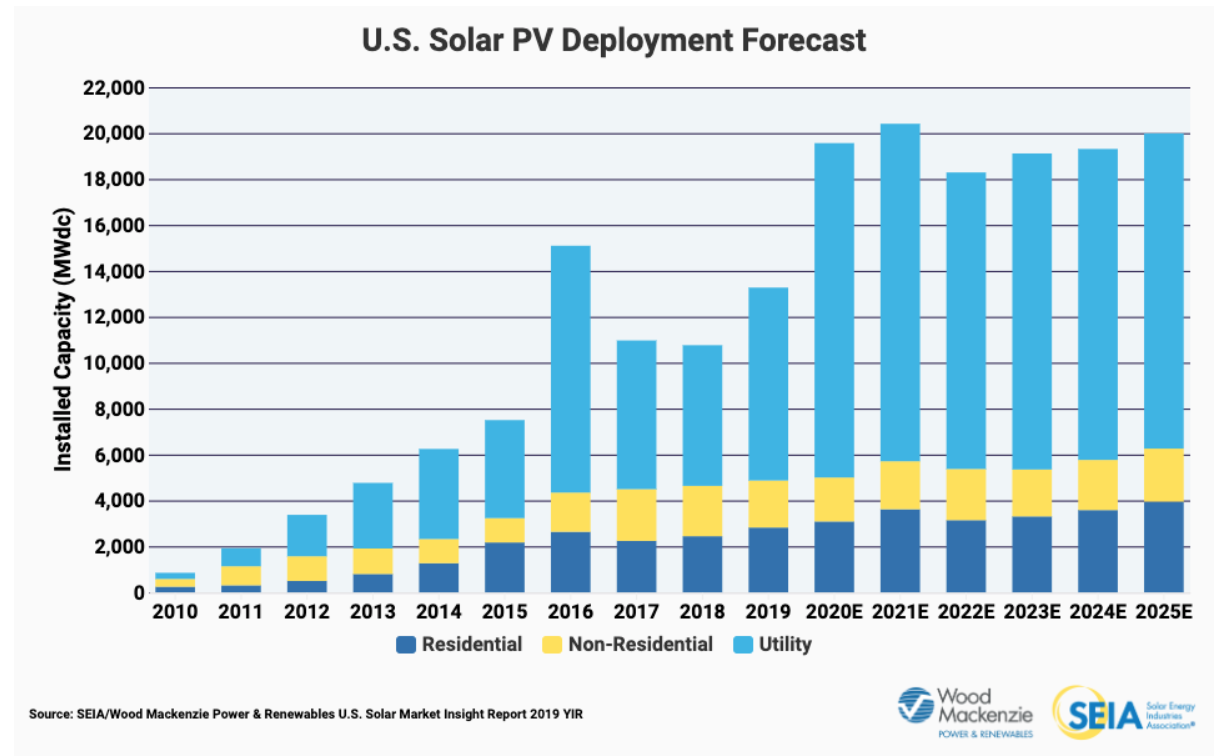 U.S. Solar PV Deployment Forecast
Installed Capacity (MWdc)
22,000
20,000
18,000
16,000
14,000
12,000
10,000
8,000
6,000
4,000
2,000
0
2010 2011 2012 2013 2014 2015 2016 2017 2018 2019 2020E 2021E 2022E 2023E 2024E 2025E
Residential Non-Residential Utility
Source: SEIA/Wood Mackenzie Power & Renewables U.S. Solar Market Insight Report 2019 YIR
Wood
Mackenzie
POWER & RENEWABLES
SEIA
Solar Energy
Industries
Association®